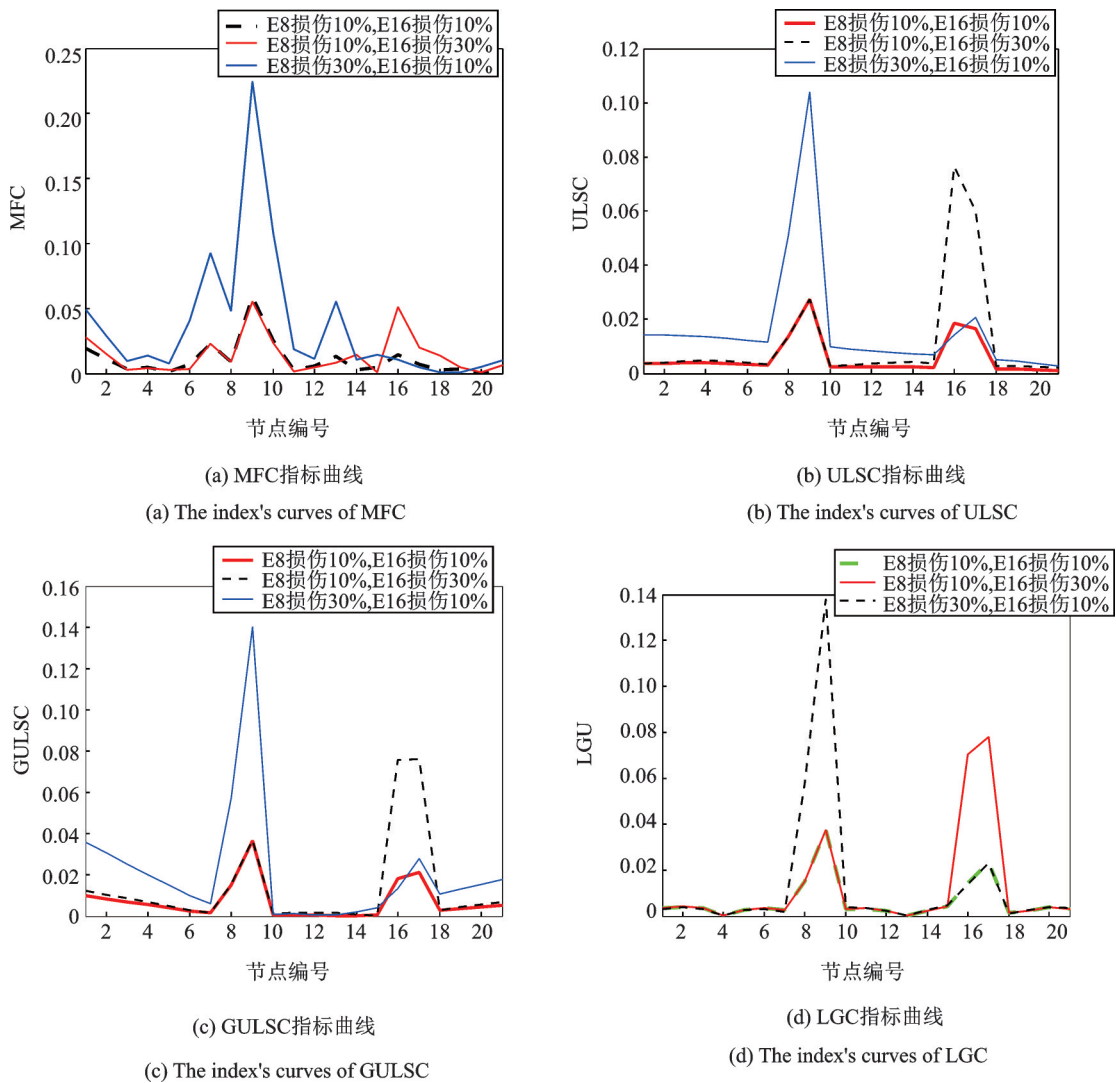 E8损伤10%,E16损伤10%
E8损伤10%,E16损伤30%
E8损伤30%,E16损伤10%
0.25
0.20
0.15
0.10
0.05
0
MFC
2 4 6 8 10 12 14 16 18 20
节点编号
(a) MFC指标曲线
(a) The index's curves of MFC
E8损伤10%,E16损伤10%
E8损伤10%,E16损伤30%
E8损伤30%,E16损伤10%
0.12
0.10
0.08
0.06
0.04
0.02
0
ULSC
2 4 6 8 10 12 14 16 18 20
节点编号
(b) ULSC指标曲线
(b) The index's curves of ULSC
E8损伤10%,E16损伤10%
E8损伤10%,E16损伤30%
E8损伤30%,E16损伤10%
0.16
0.14
0.12
0.10
0.08
0.06
0.04
0.02
0
GULSC
2 4 6 8 10 12 14 16 18 20
节点编号
(c) GULSC指标曲线
(c) The index's curves of GULSC
E8损伤10%,E16损伤10%
E8损伤10%,E16损伤30%
E8损伤30%,E16损伤10%
0.14
0.12
0.10
0.08
0.06
0.04
0.02
0
LGU
2 4 6 8 10 12 14 16 18 20
节点编号
(d) LGC指标曲线
(d) The index's curves of LGC